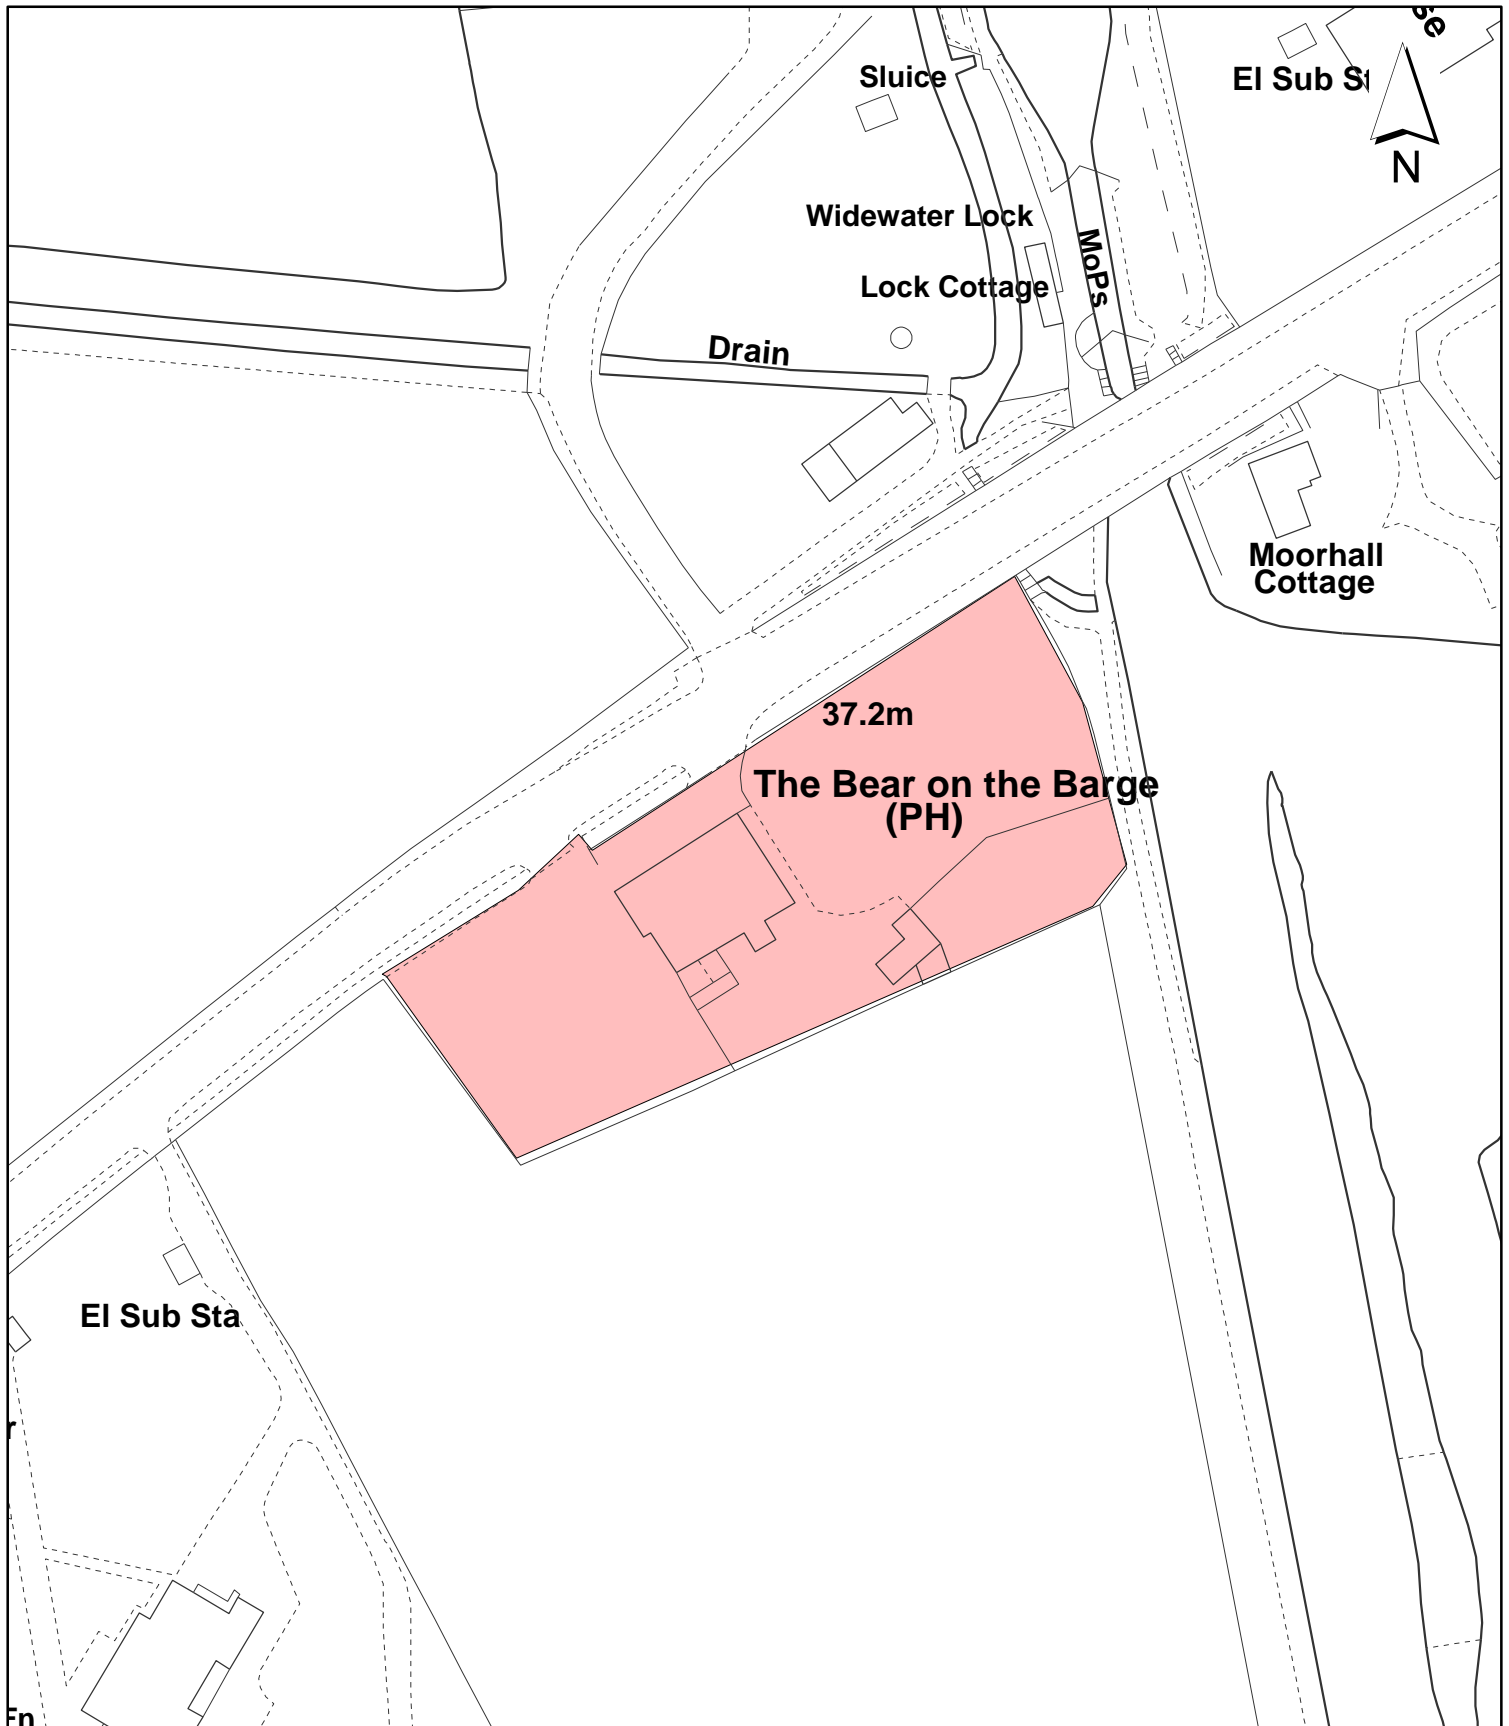 Sluice
El Sub St
N
Widewater Lock
MoPs
Lock Cottage
Drain
Moorhall
Cottage
37.2m
The Bear on the Barge
(PH)
El Sub Sta